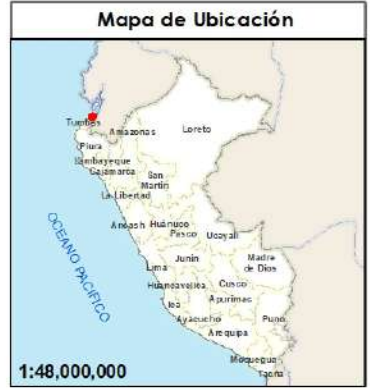 Mapa de Ubicación
Tumbes
Amazonas
Loreto
Piura
Lambayeque
Cajamarca
San
Martin
La Libertad
Ancash
Huánuco
Pasco
Ucayali
OCEANO PACIFICO
Lima
Junin
Madre
de Dios
Huancavelica
Cusco
Ica
Apurimac
Ayacucho
Puno
Arequipa
Moquegua
Tacna
1:48,000,000